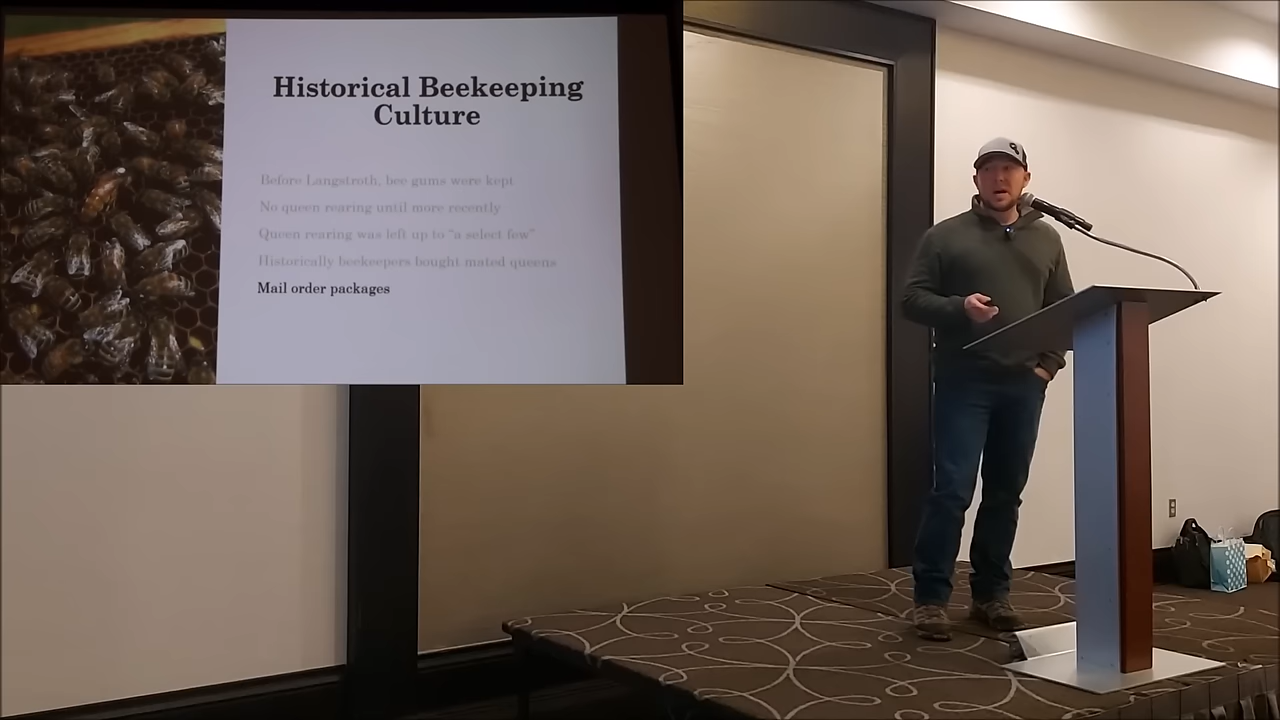 Historical Beekeeping
Culture
Before Langstroth, bee gums were kept
No queen rearing until more recently
Queen rearing was left up to "a select few"
Historically beekeepers bought mated queens
Mail order packages